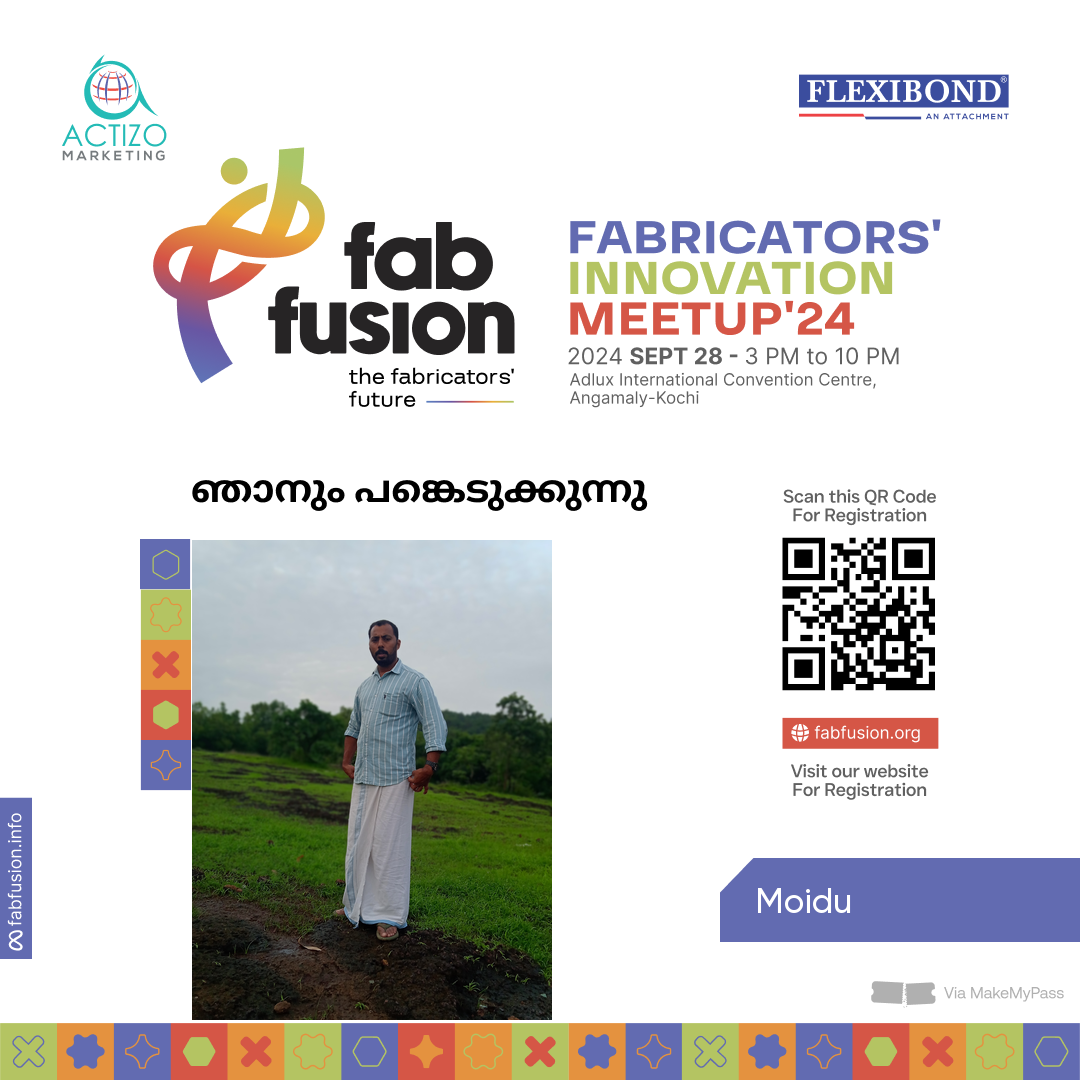 ACTIZO
MARKETING
FLEXIBOND®
AN ATTACHMENT
fab
fusion
the fabricators'
future
FABRICATORS'
INNOVATION
MEETUP'24
2024 SEPT 28 - 3 PM to 10 PM
Adlux International Convention Centre,
Angamaly-Kochi
ഞാനും പങ്കെടുക്കുന്നു
Scan this QR Code
For Registration
fabfusion.org
Visit our website
For Registration
fabfusion.info
Moidu
Via MakeMyPass